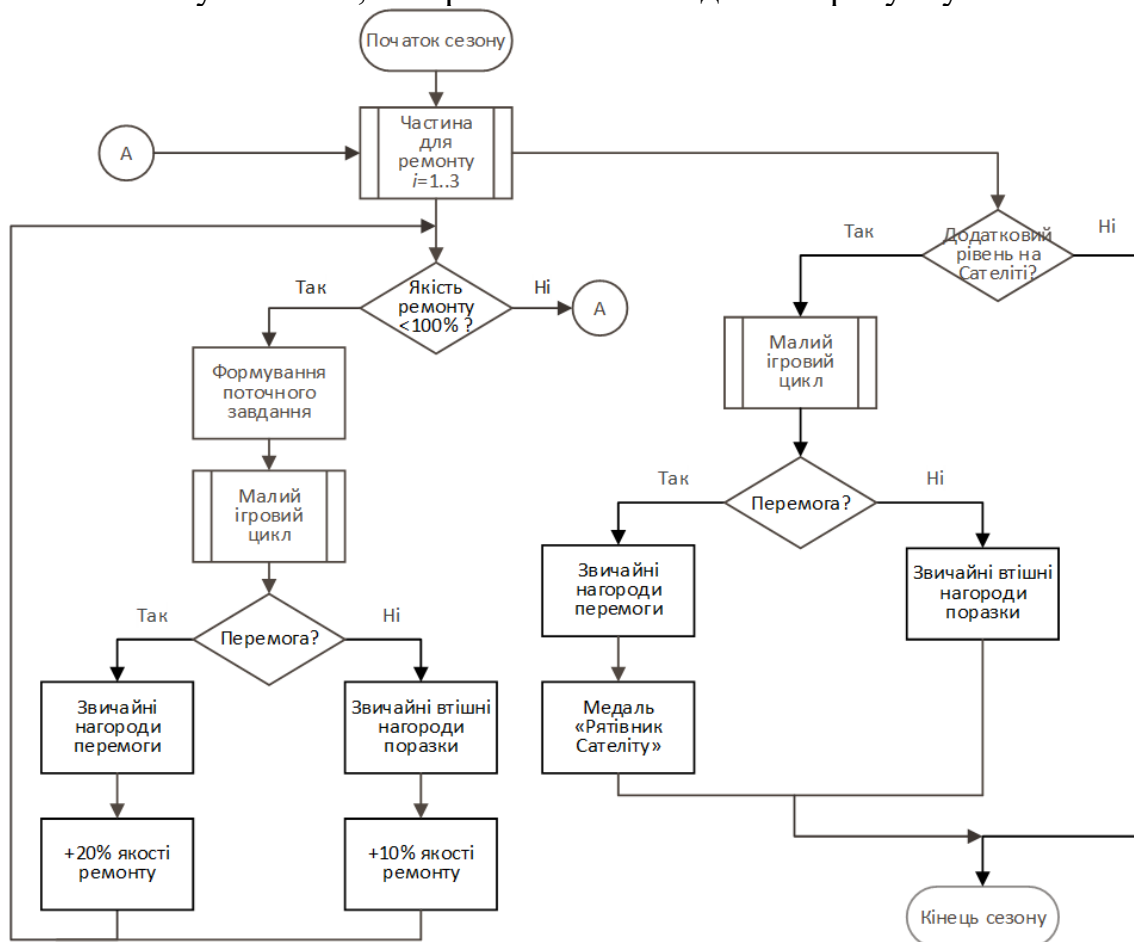 Початок сезону
Частина
для
ремонту
i=1..3
А
Додатковий
рівень на
Сателіті?
Так
Ні
Якість
ремонту
<100% ?
Так
Ні
А
Формування
поточного
завдання
Малий
ігровий
цикл
Малий
ігровий
цикл
Перемога?
Так
Ні
Звичайні
нагороди
перемоги
Звичайні втішні
нагороди
поразки
Перемога?
Так
Ні
Звичайні
нагороди
перемоги
Звичайні втішні
нагороди
поразки
Медаль
«Рятівник
Сателіту»
+20% якості
ремонту
+10% якості
ремонту
Кінець сезону